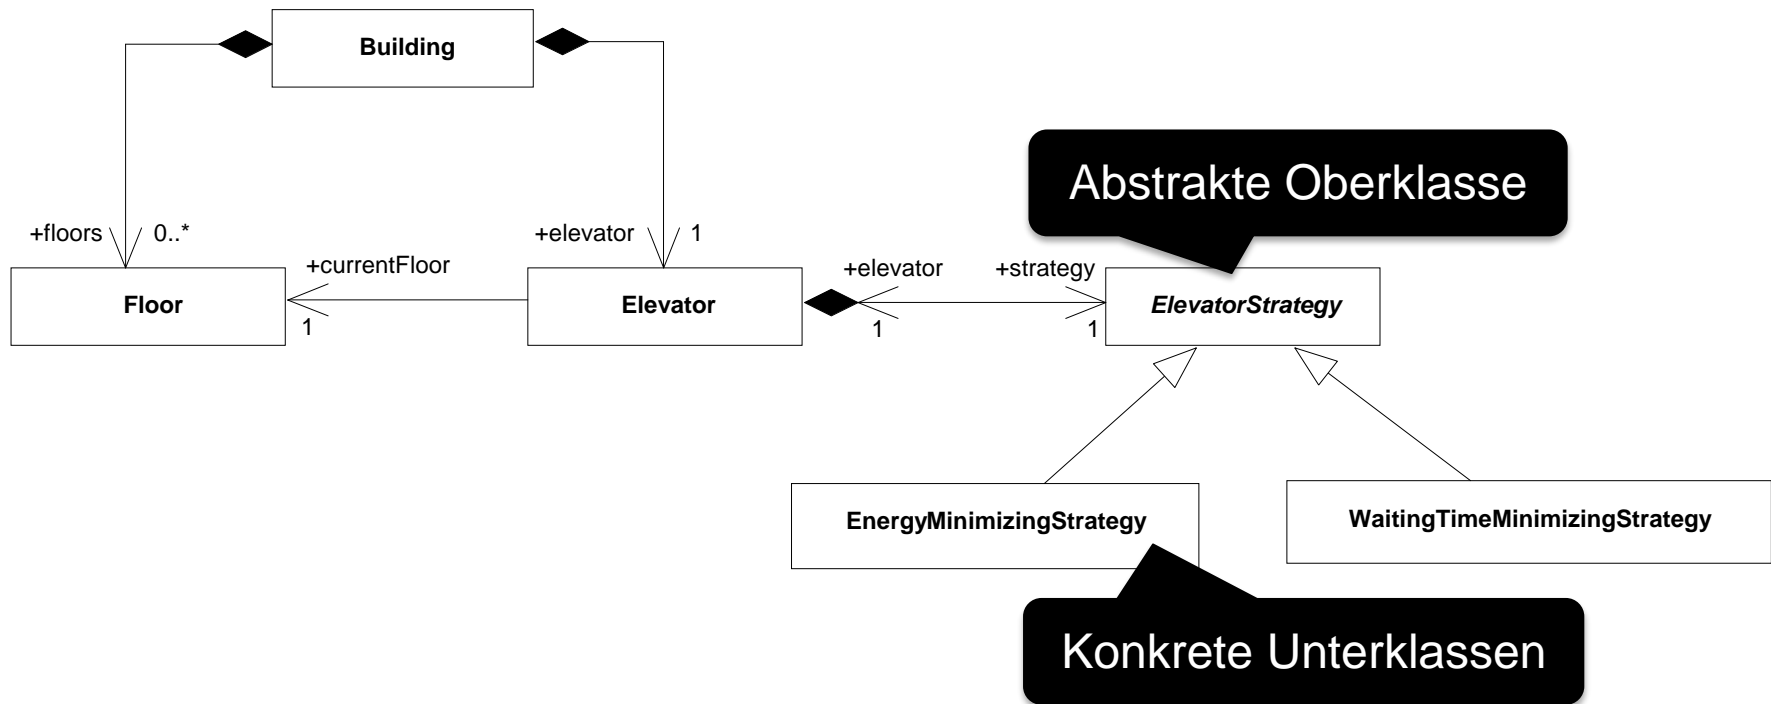 Building
Abstrakte Oberklasse
+floors
0..*
+elevator
1
+currentFloor
+elevator
+strategy
Floor
Elevator
ElevatorStrategy
1
1
1
EnergyMinimizingStrategy
WaitingTimeMinimizingStrategy
Konkrete Unterklassen